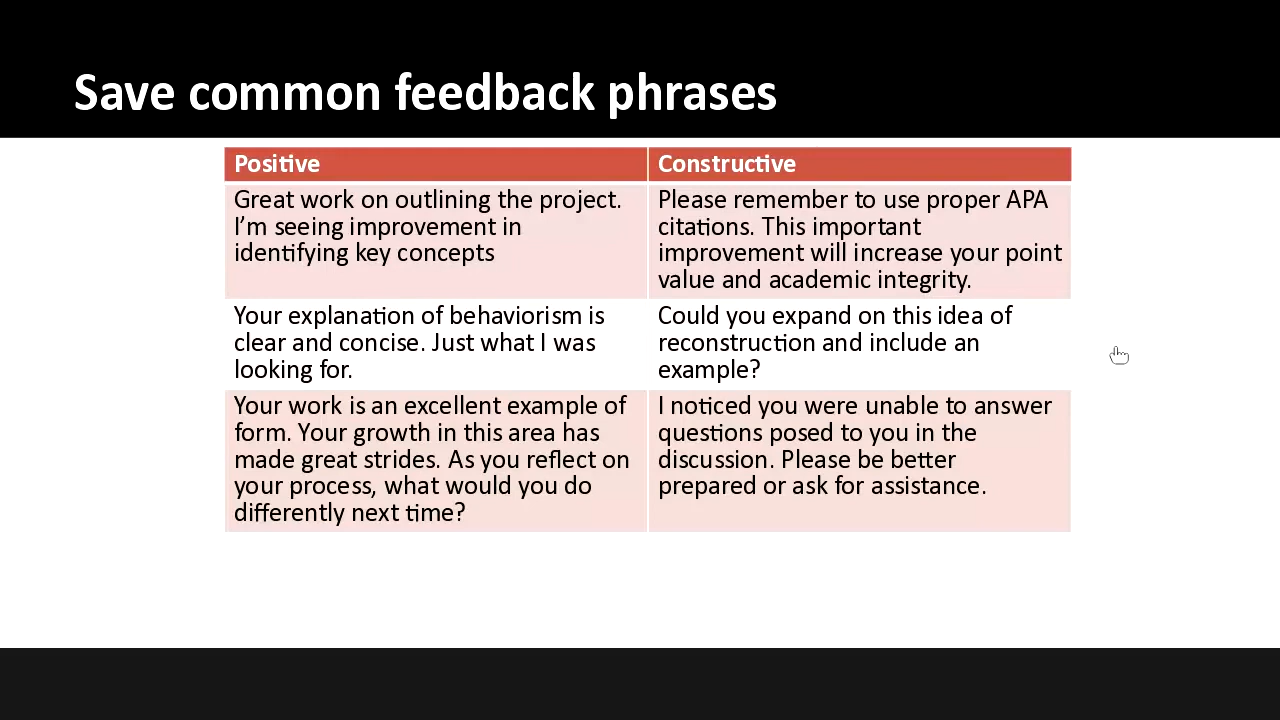 Save common feedback phrases
Positive
Constructive
Great work on outlining the project.
I’m seeing improvement in
identifying key concepts
Please remember to use proper APA
citations. This important
improvement will increase your point
value and academic integrity.
Your explanation of behaviorism is
clear and concise. Just what I was
looking for.
Could you expand on this idea of
reconstruction and include an
example?
Your work is an excellent example of
form. Your growth in this area has
made great strides. As you reflect on
your process, what would you do
differently next time?
I noticed you were unable to answer
questions posed to you in the
discussion. Please be better
prepared or ask for assistance.